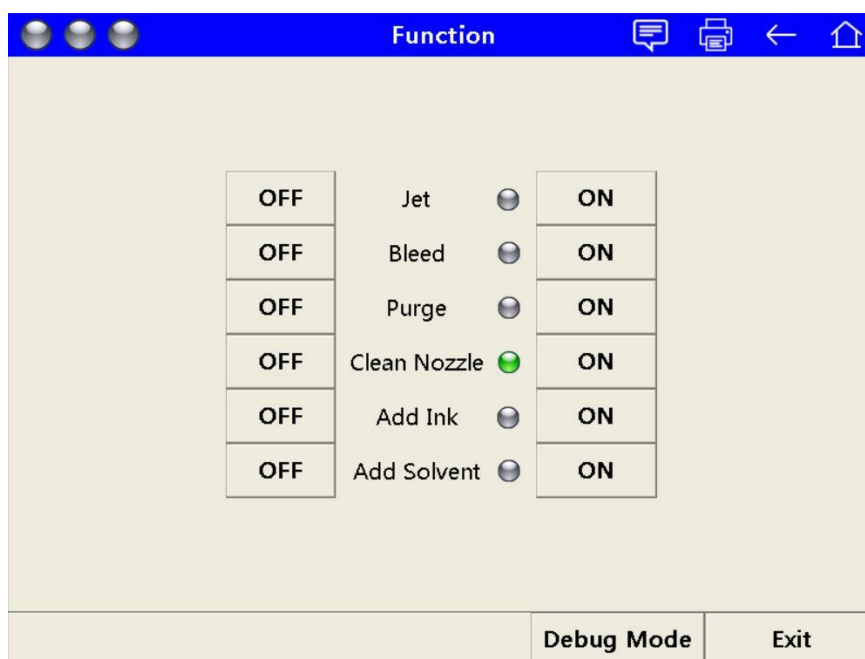 Function
OFF Jet ON
OFF Bleed ON
OFF Purge ON
OFF Clean Nozzle ON
OFF Add Ink ON
OFF Add Solvent ON
Debug Mode Exit